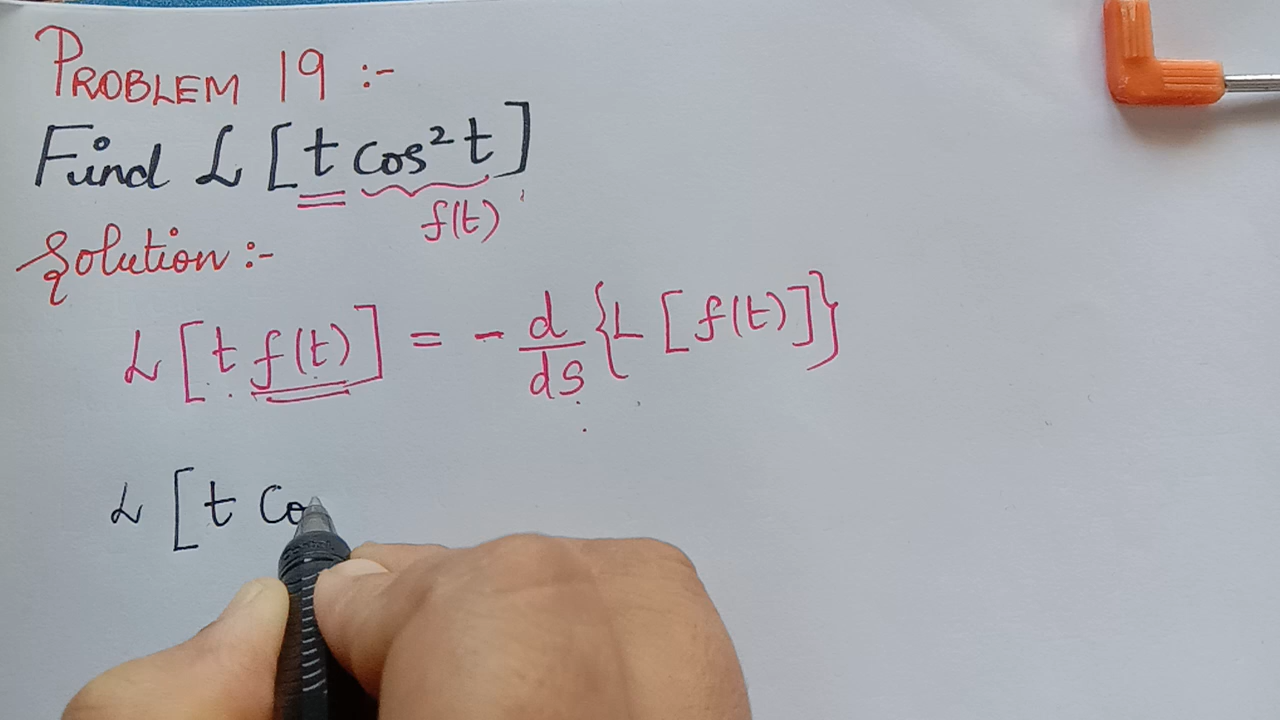 PROBLEM 19 :-
Find L [t cos² t]
f(t)
Solution :-
L [t f(t)] = - d/ds {L [f(t)]}
L [t Co